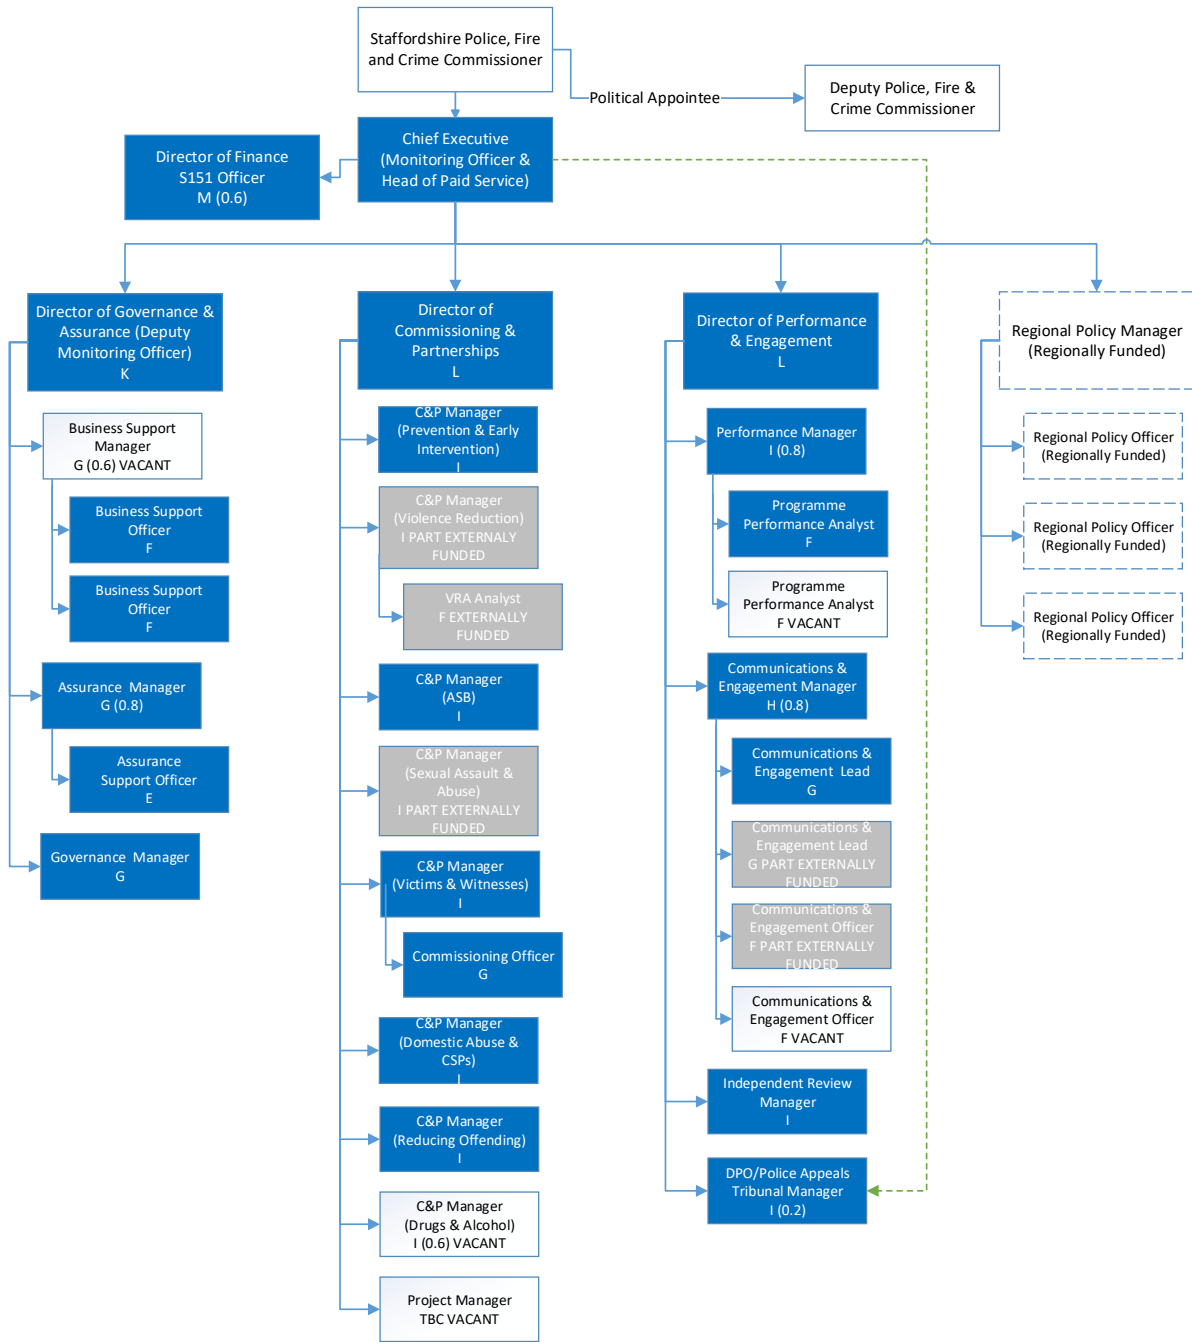 Staffordshire Police, Fire
and Crime Commissioner
Political Appointee
Deputy Police, Fire &
Crime Commissioner
Chief Executive
(Monitoring Officer &
Head of Paid Service)
Director of Finance
S151 Officer
M (0.6)
Director of Governance &
Assurance (Deputy
Monitoring Officer)
K
Business Support
Manager
G (0.6) VACANT
Business Support
Officer
F
Business Support
Officer
F
Assurance Manager
G (0.8)
Assurance
Support Officer
E
Governance Manager
G
Director of
Commissioning &
Partnerships
L
C&P Manager
(Prevention & Early
Intervention)
I
C&P Manager
(Violence Reduction)
I PART EXTERNALY
FUNDED
VRA Analyst
F EXTERNALLY
FUNDED
C&P Manager
(ASB)
I
C&P Manager
(Sexual Assault &
Abuse)
I PART EXTERNALLY
FUNDED
C&P Manager
(Victims & Witnesses)
I
Commissioning Officer
G
C&P Manager
(Domestic Abuse &
CSPs)
I
C&P Manager
(Reducing Offending)
I
C&P Manager
(Drugs & Alcohol)
I (0.6) VACANT
Project Manager
TBC VACANT
Director of Performance
& Engagement
L
Performance Manager
I (0.8)
Programme
Performance Analyst
F
Programme
Performance Analyst
F VACANT
Communications &
Engagement Manager
H (0.8)
Communications &
Engagement Lead
G
Communications &
Engagement Lead
G PART EXTERNALLY
FUNDED
Communications &
Engagement Officer
F PART EXTERNALLY
FUNDED
Communications &
Engagement Officer
F VACANT
Independent Review
Manager
I
DPO/Police Appeals
Tribunal Manager
I (0.2)
Regional Policy Manager
(Regionally Funded)
Regional Policy Officer
(Regionally Funded)
Regional Policy Officer
(Regionally Funded)
Regional Policy Officer
(Regionally Funded)